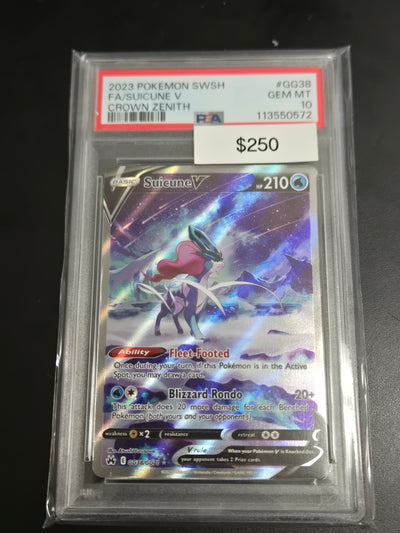 2023 POKEMON SWSH #GG38
FA/SUICUNE V GEM MT
CROWN ZENITH 10
113550572
PSA
$250
BASIC Suicune V HP 210
Ability Fleet-Footed
Once during your turn, if this Pokémon is in the Active
Spot, you may draw a card.
Blizzard Rondo 20+
This attack does 20 more damage for each Benched
Pokémon (both yours and your opponent's).
weakness ×2 resistance retreat
V rule When your Pokémon V is Knocked Out,
your opponent takes 2 Prize cards.